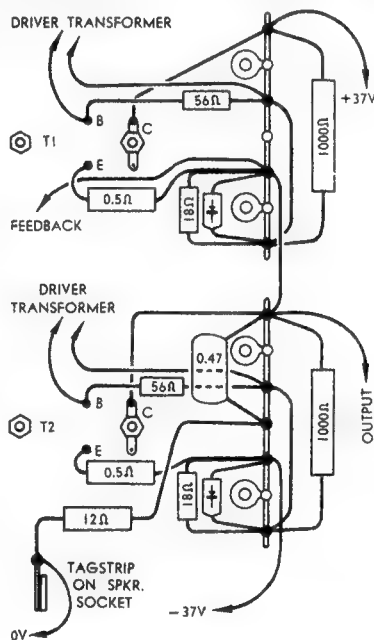 DRIVER TRANSFORMER
56Ω
+37V
1000Ω
B
C
T1
E
0.5Ω
18Ω
FEEDBACK
DRIVER
TRANSFORMER
0.47
56Ω
B
C
T2
1000Ω
OUTPUT
E
0.5Ω
18Ω
12Ω
TAGSTRIP
ON SPKR.
SOCKET
-37V
0V